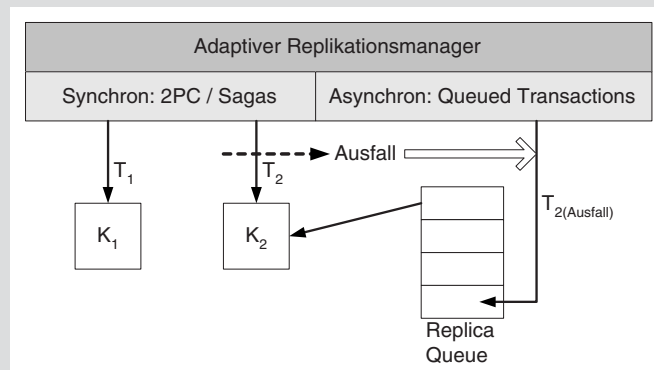 Adaptiver Replikationsmanager
Synchron: 2PC / Sagas
Asynchron: Queued Transactions
Ausfall
T1
T2
T2(Ausfall)
K1
K2
Replica
Queue